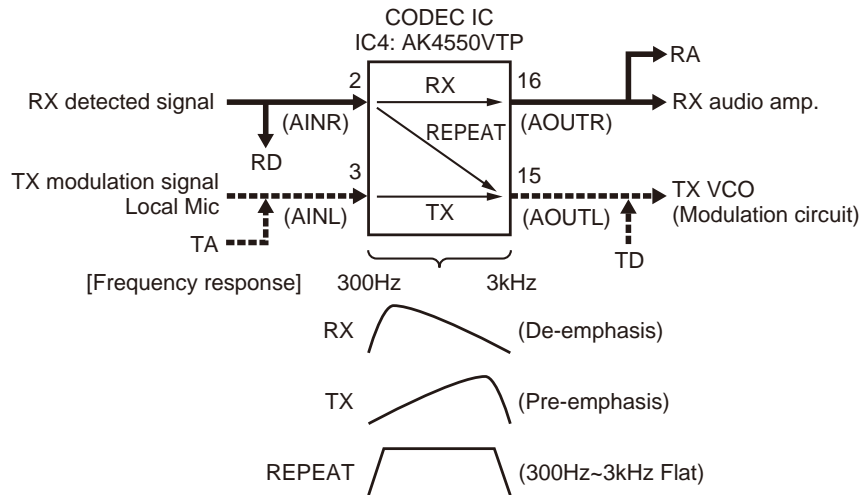 CODEC IC
IC4: AK4550VTP
RA
2
RX
16
RX detected signal
RX audio amp.
(AINR)
REPEAT
(AOUTR)
RD
3
15
TX modulation signal
Local Mic
TX VCO
(Modulation circuit)
(AINL)
TX
(AOUTL)
TA
TD
[Frequency response]
300Hz
3kHz
RX
(De-emphasis)
TX
(Pre-emphasis)
REPEAT
(300Hz~3kHz Flat)